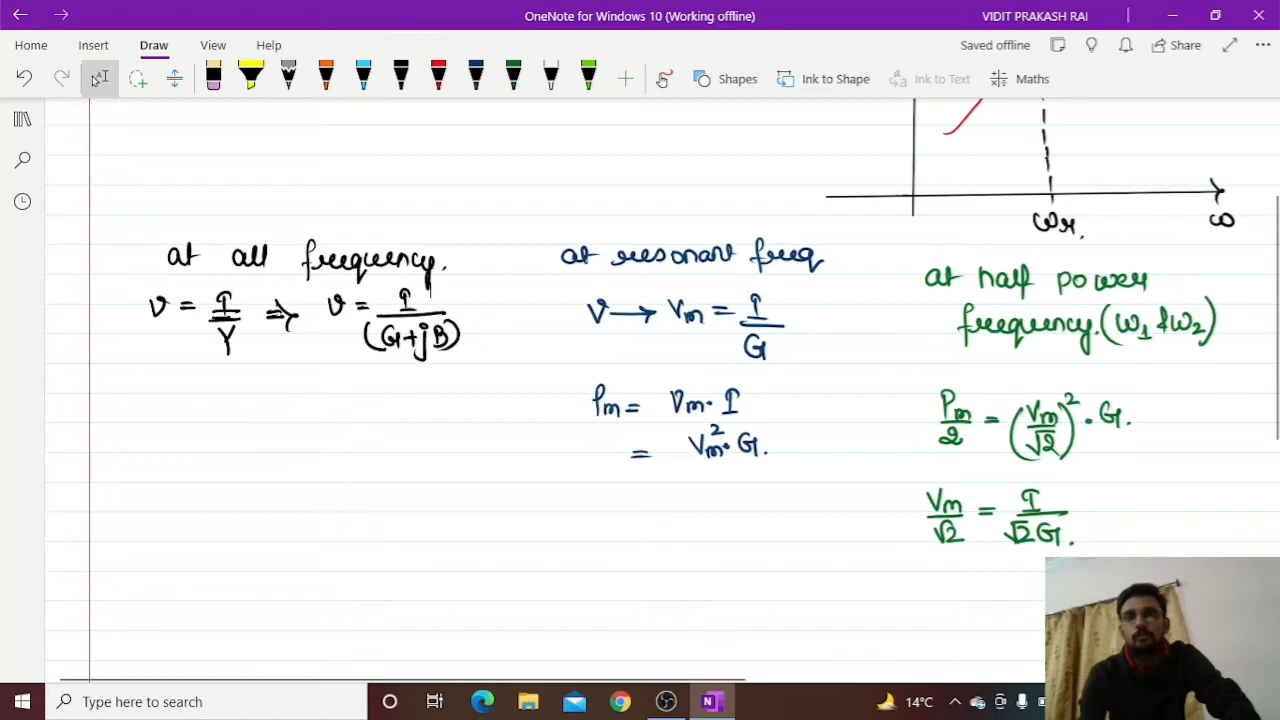 OneNote for Windows 10 (Working offline)
VIDIT PRAKASH RAI
Home Insert Draw View Help
Saved offline
Share
Shapes
Ink to Shape
Ink to Text
Maths
ωr.
ω
at all frequency.
v = I/Y ⇒ v = I/(G+jB)
at resonant freq
v → Vm = I/G
Pm = Vm · I
= Vm² · G.
at half power
frequency. (ω1 & ω2)
Pm/2 = (Vm/√2)² · G.
Vm/√2 = I/√2G.
Type here to search
14°C